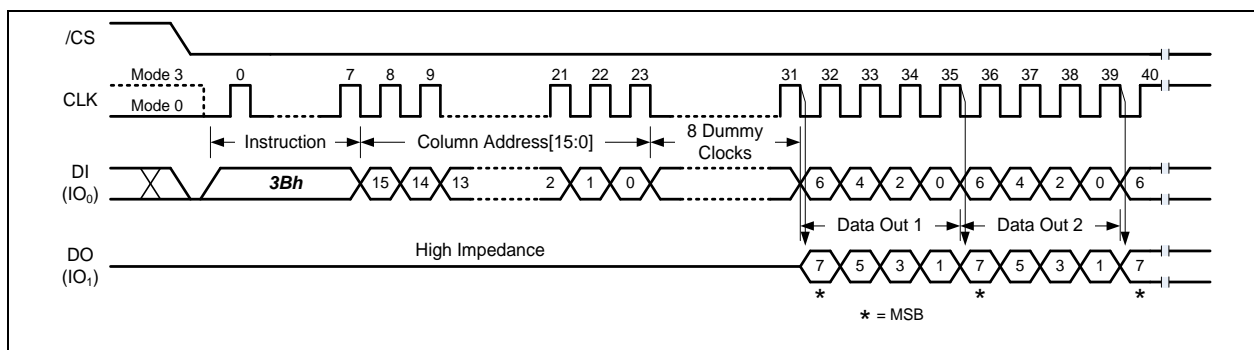 /CS
Mode 3 0 7 8 9 21 22 23 31 32 33 34 35 36 37 38 39 40
CLK Mode 0
Instruction Column Address[15:0] 8 Dummy
Clocks
DI
(IO0)
3Bh 15 14 13 2 1 0 6 4 2 0 6 4 2 0 6
Data Out 1 Data Out 2
DO
(IO1)
High Impedance
7 5 3 1 7 5 3 1 7
* * *
* = MSB